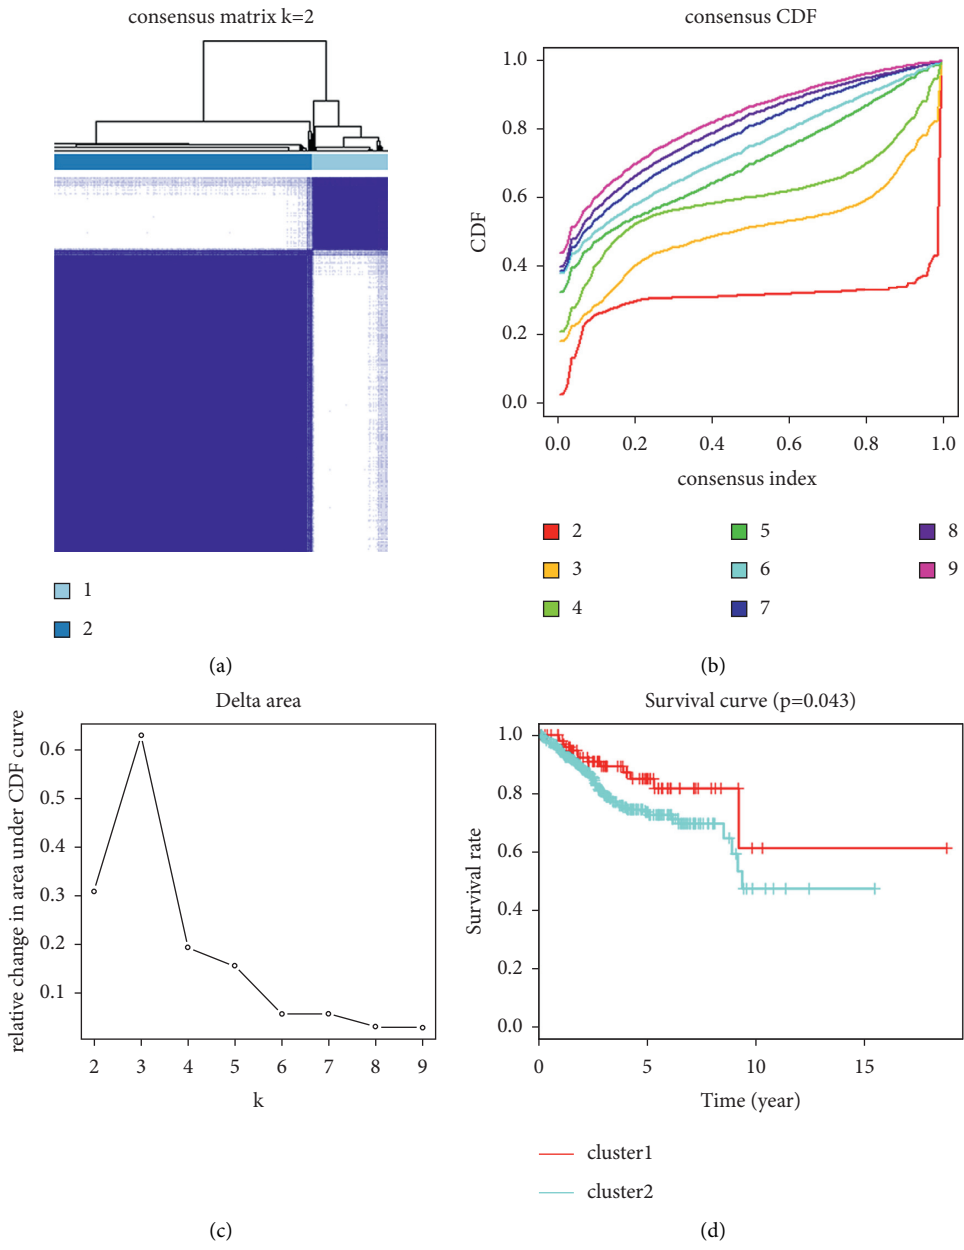 consensus matrix k=2
1
2
(a)
consensus CDF
CDF
1.0
0.8
0.6
0.4
0.2
0.0
0.0 0.2 0.4 0.6 0.8 1.0
consensus index
2 5 8
3 6 9
4 7
(b)
Delta area
relative change in area under CDF curve
0.6
0.5
0.4
0.3
0.2
0.1
2 3 4 5 6 7 8 9
k
(c)
Survival curve (p=0.043)
Survival rate
1.0
0.8
0.6
0.4
0.2
0.0
0 5 10 15
Time (year)
cluster1
cluster2
(d)